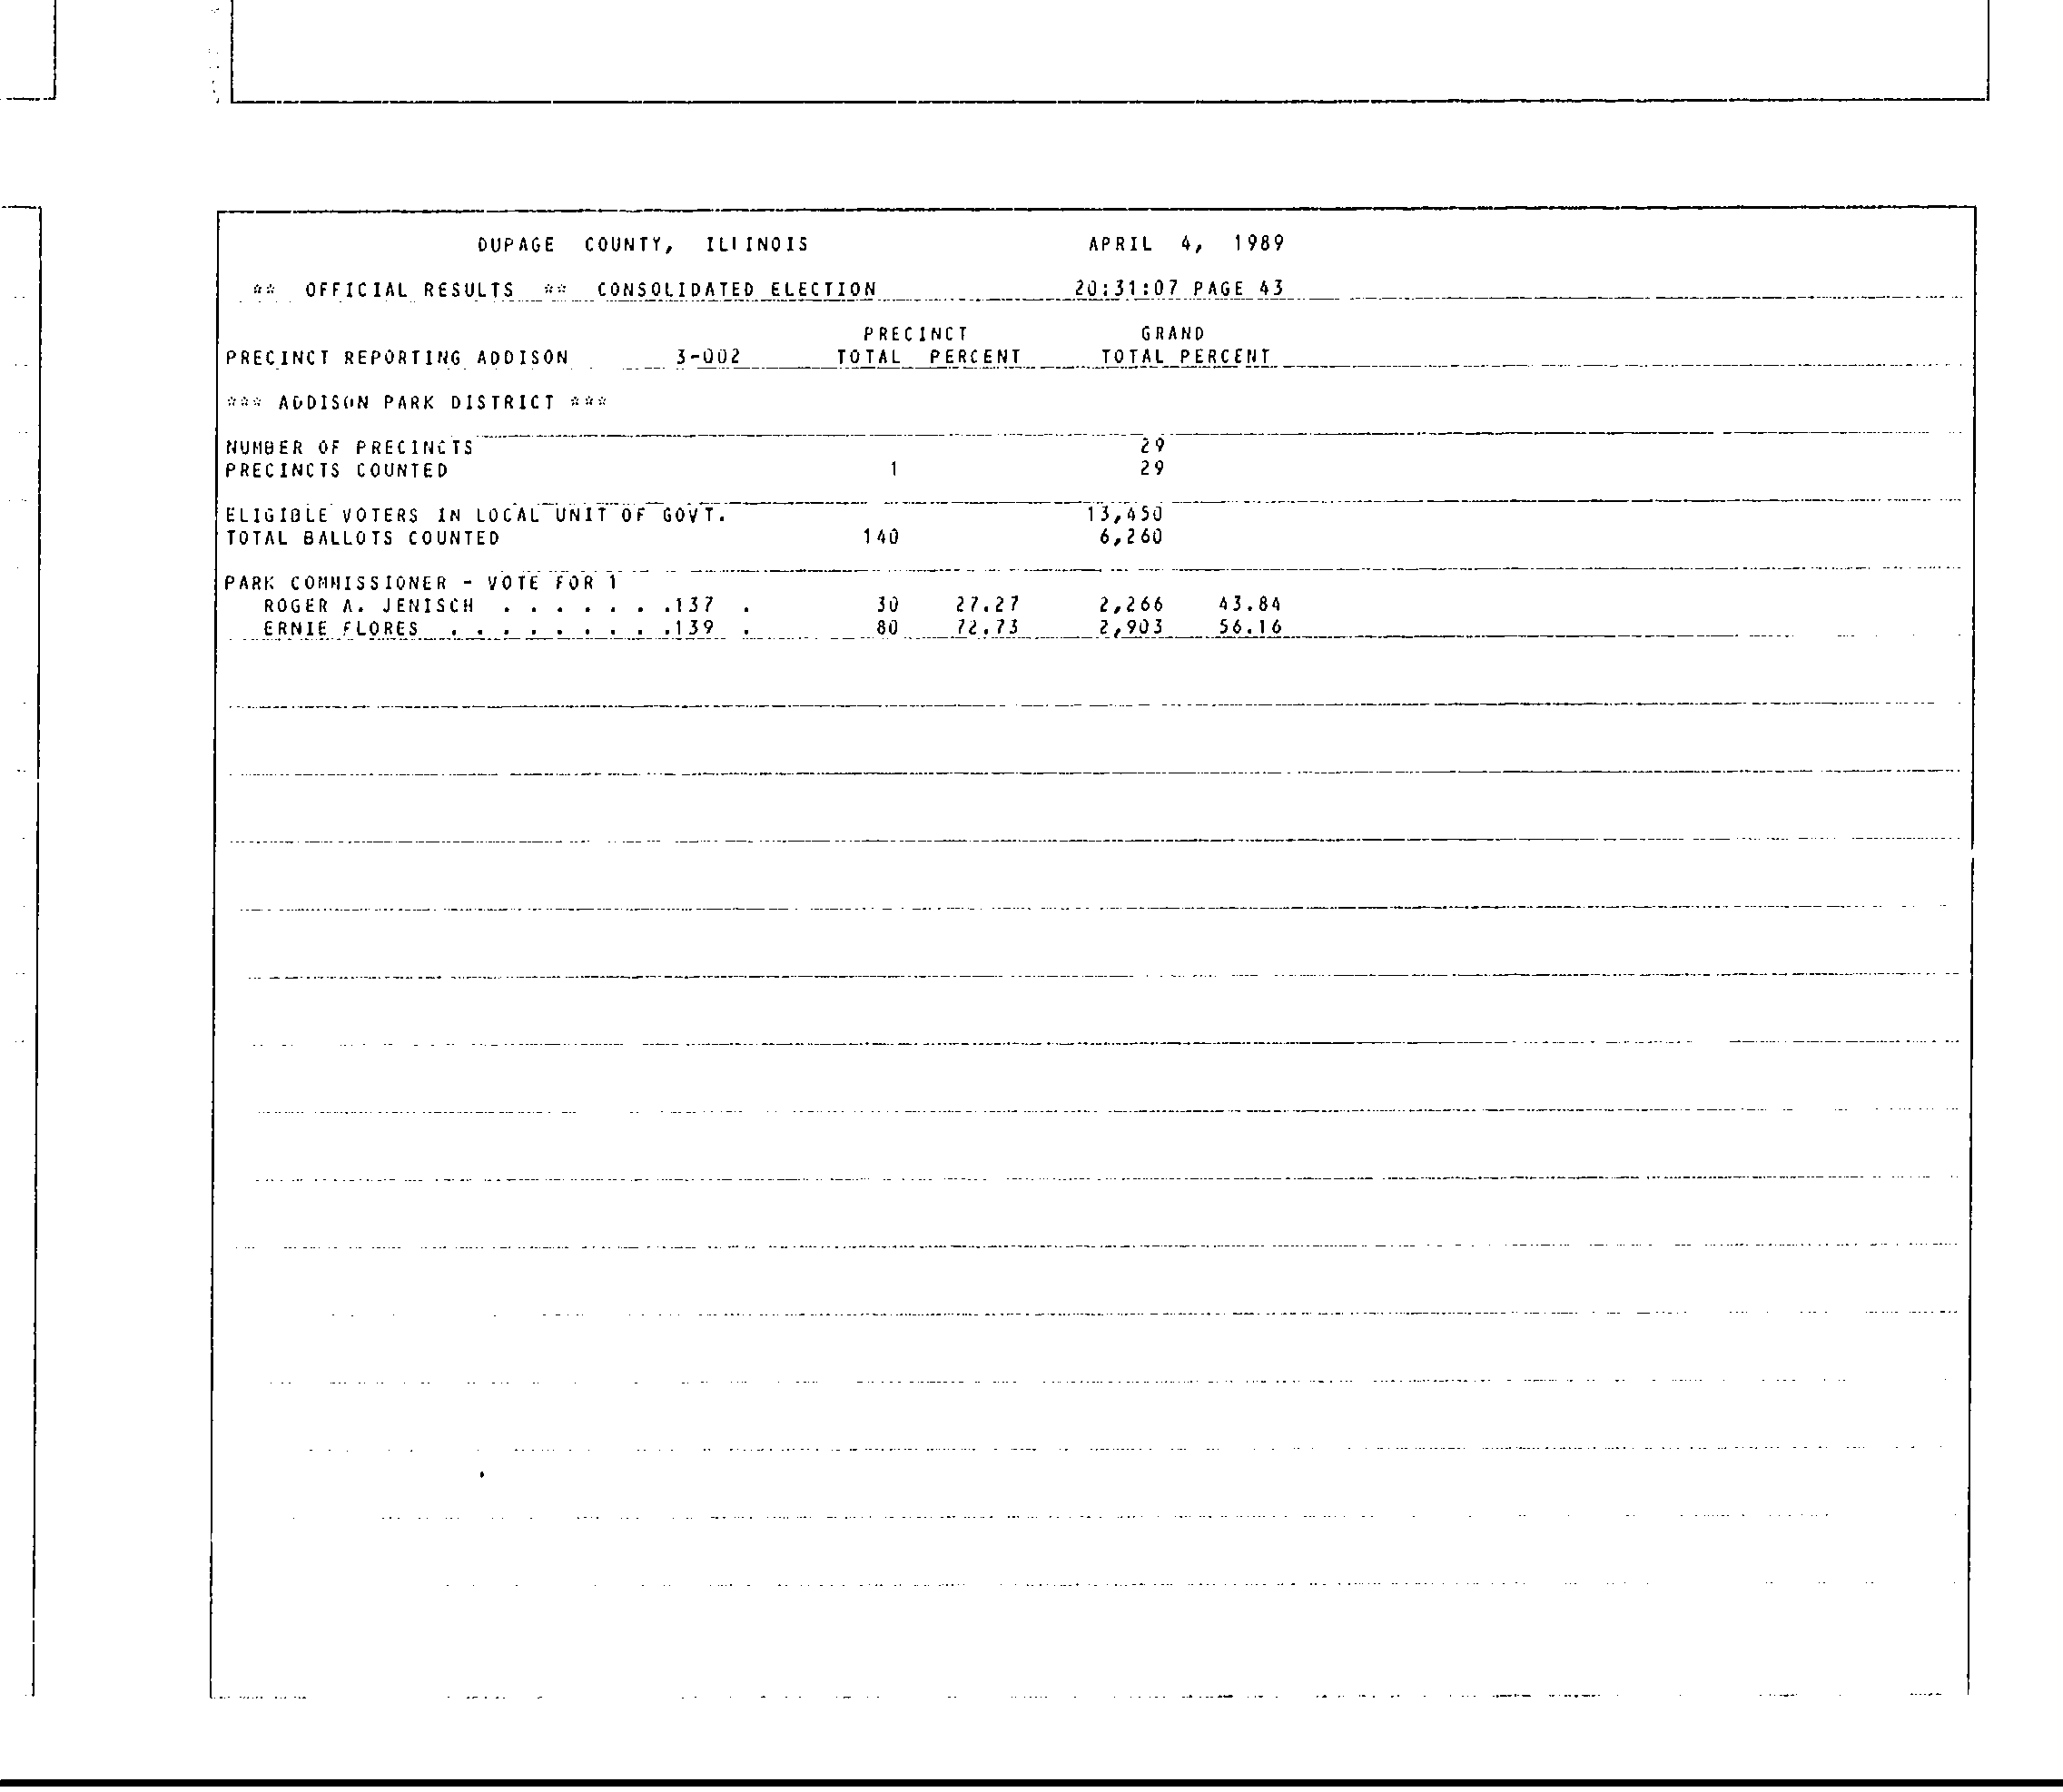 DUPAGE COUNTY, ILLINOIS APRIL 4, 1989
** OFFICIAL RESULTS ** CONSOLIDATED ELECTION 20:31:07 PAGE 43
PRECINCT GRAND
PRECINCT REPORTING ADDISON 3-002 TOTAL PERCENT TOTAL PERCENT
*** ADDISON PARK DISTRICT ***
NUMBER OF PRECINCTS 29
PRECINCTS COUNTED 1 29
ELIGIBLE VOTERS IN LOCAL UNIT OF GOVT. 13,450
TOTAL BALLOTS COUNTED 140 6,260
PARK COMMISSIONER - VOTE FOR 1
ROGER A. JENISCH . . . . . . .137 . 30 27.27 2,266 43.84
ERNIE FLORES . . . . . . . . .139 . 80 72.73 2,903 56.16